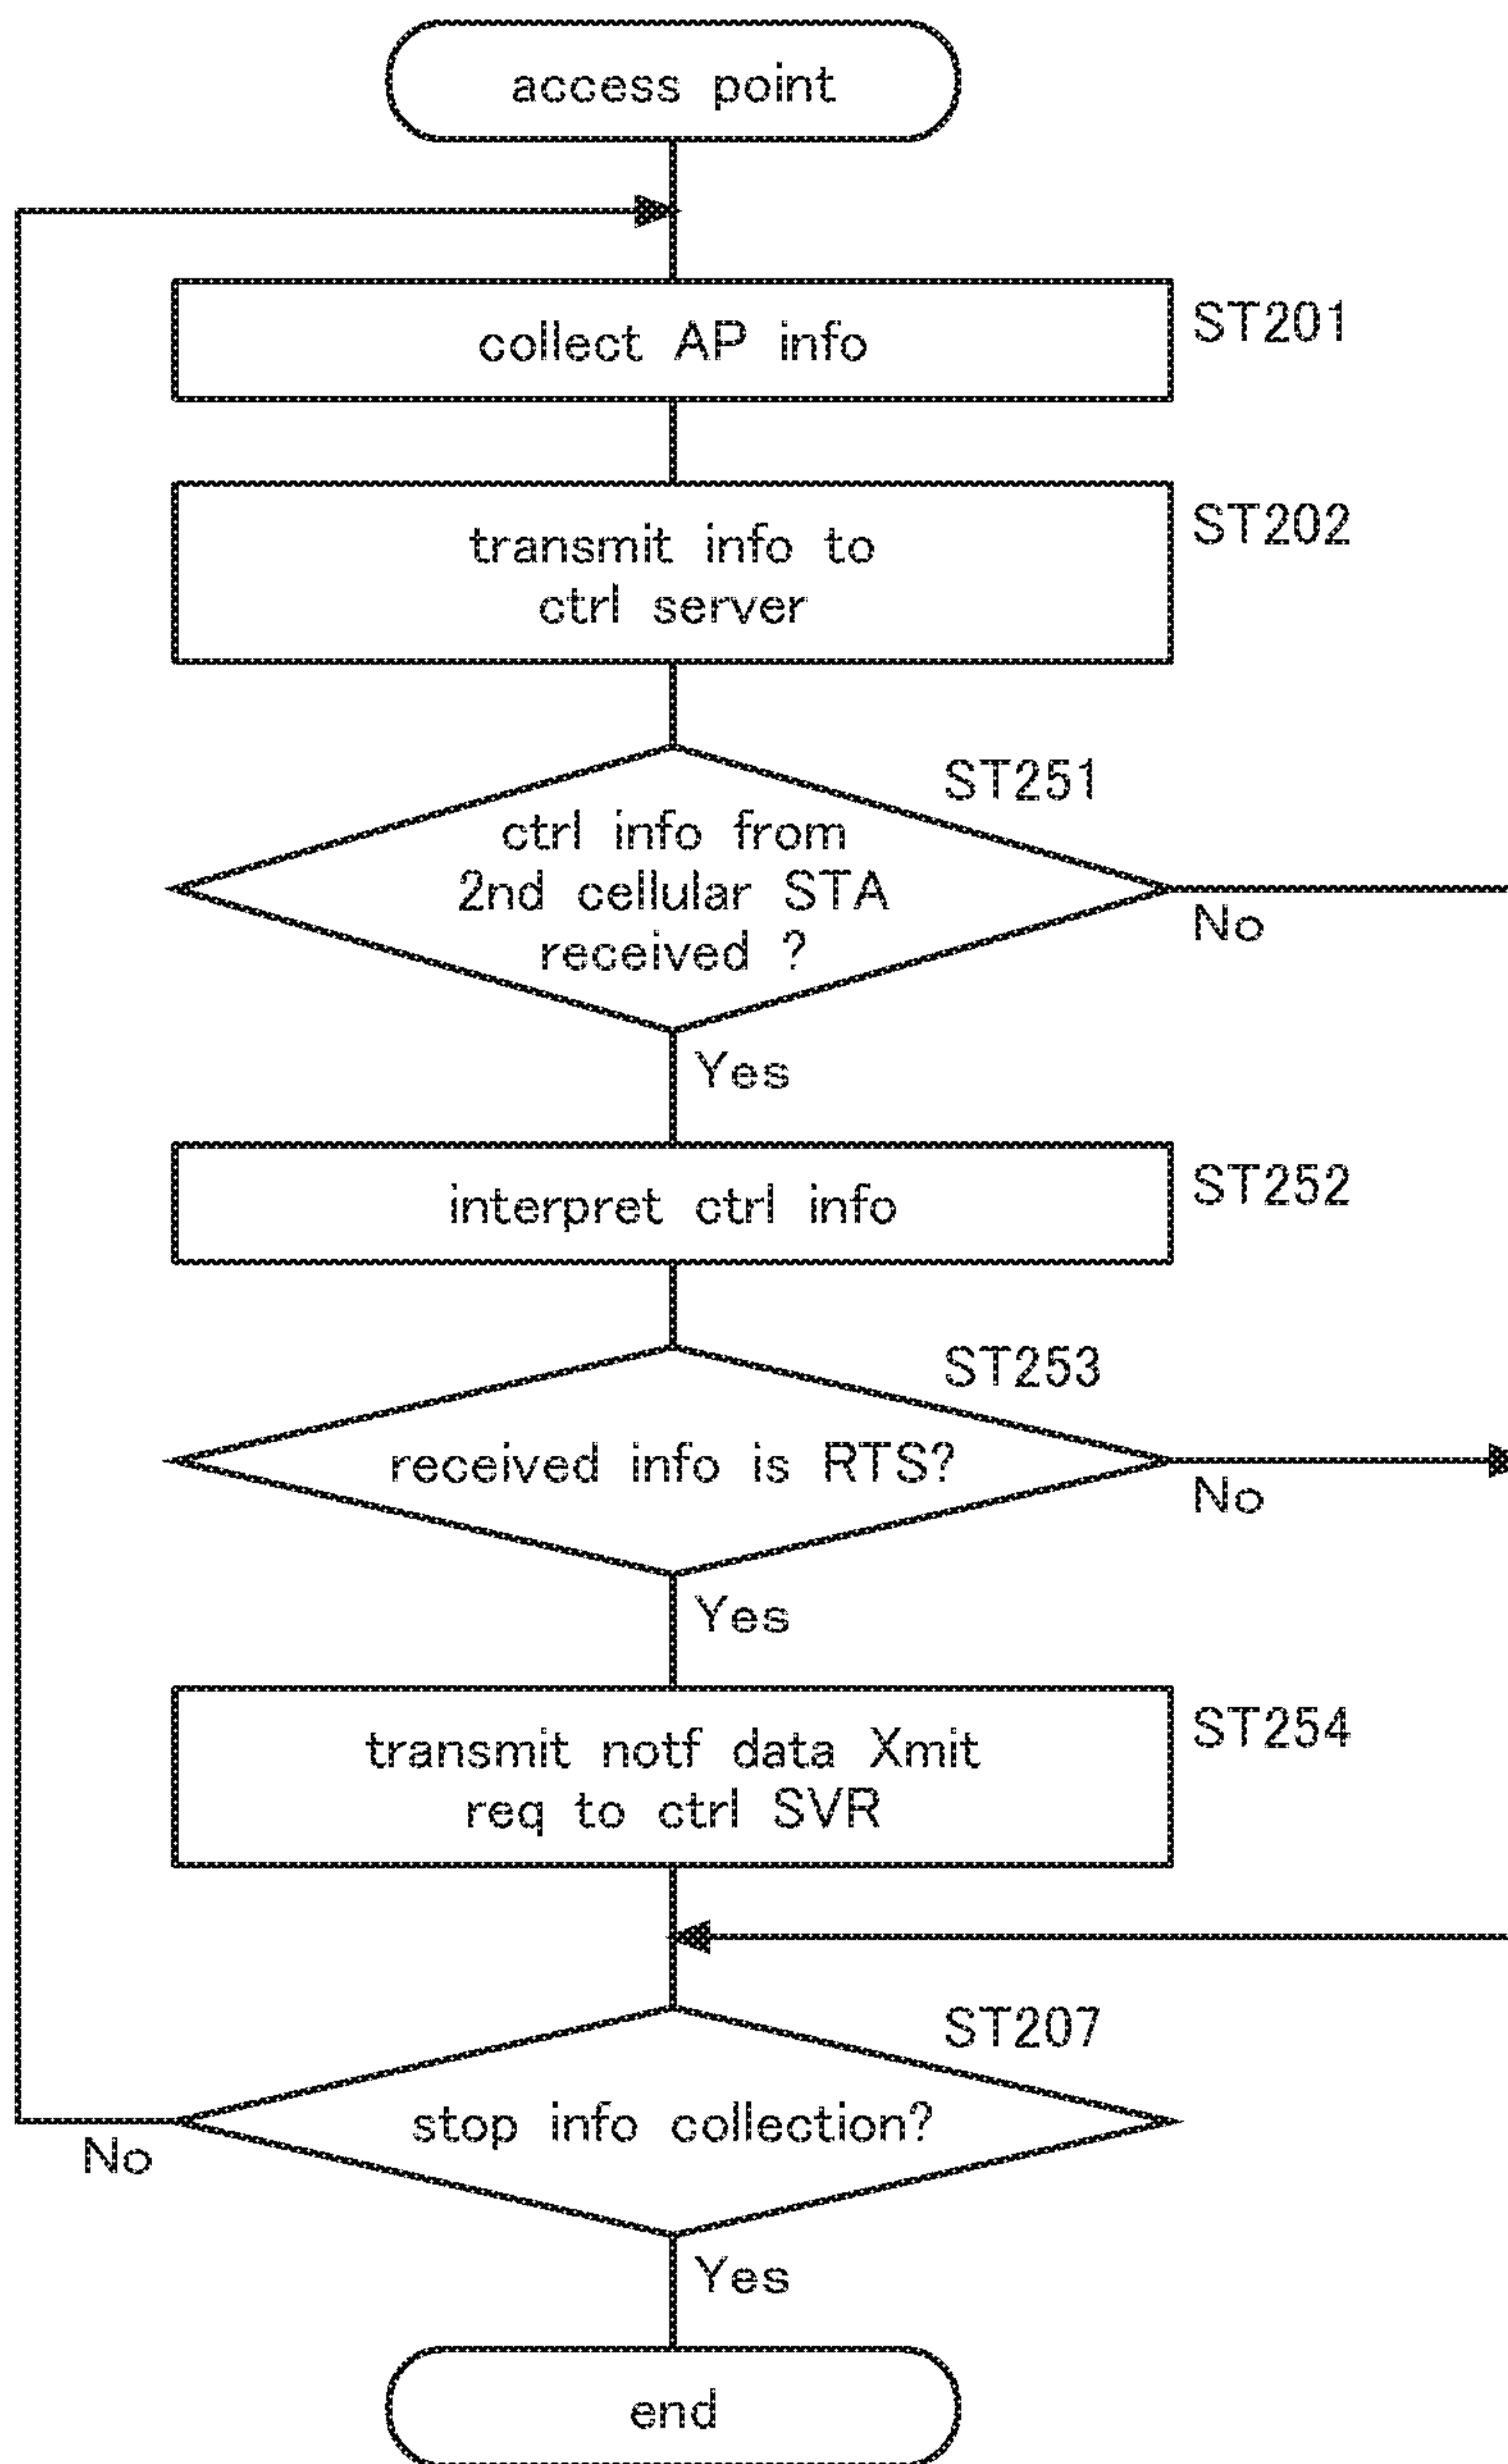 access point
collect AP info
ST201
transmit info to
ctrl server
ST202
ST251
ctrl info from
2nd cellular STA
received ?
No
Yes
interpret ctrl info
ST252
ST253
received info is RTS?
No
Yes
transmit notf data Xmit
req to ctrl SVR
ST254
ST207
stop info collection?
No
Yes
end